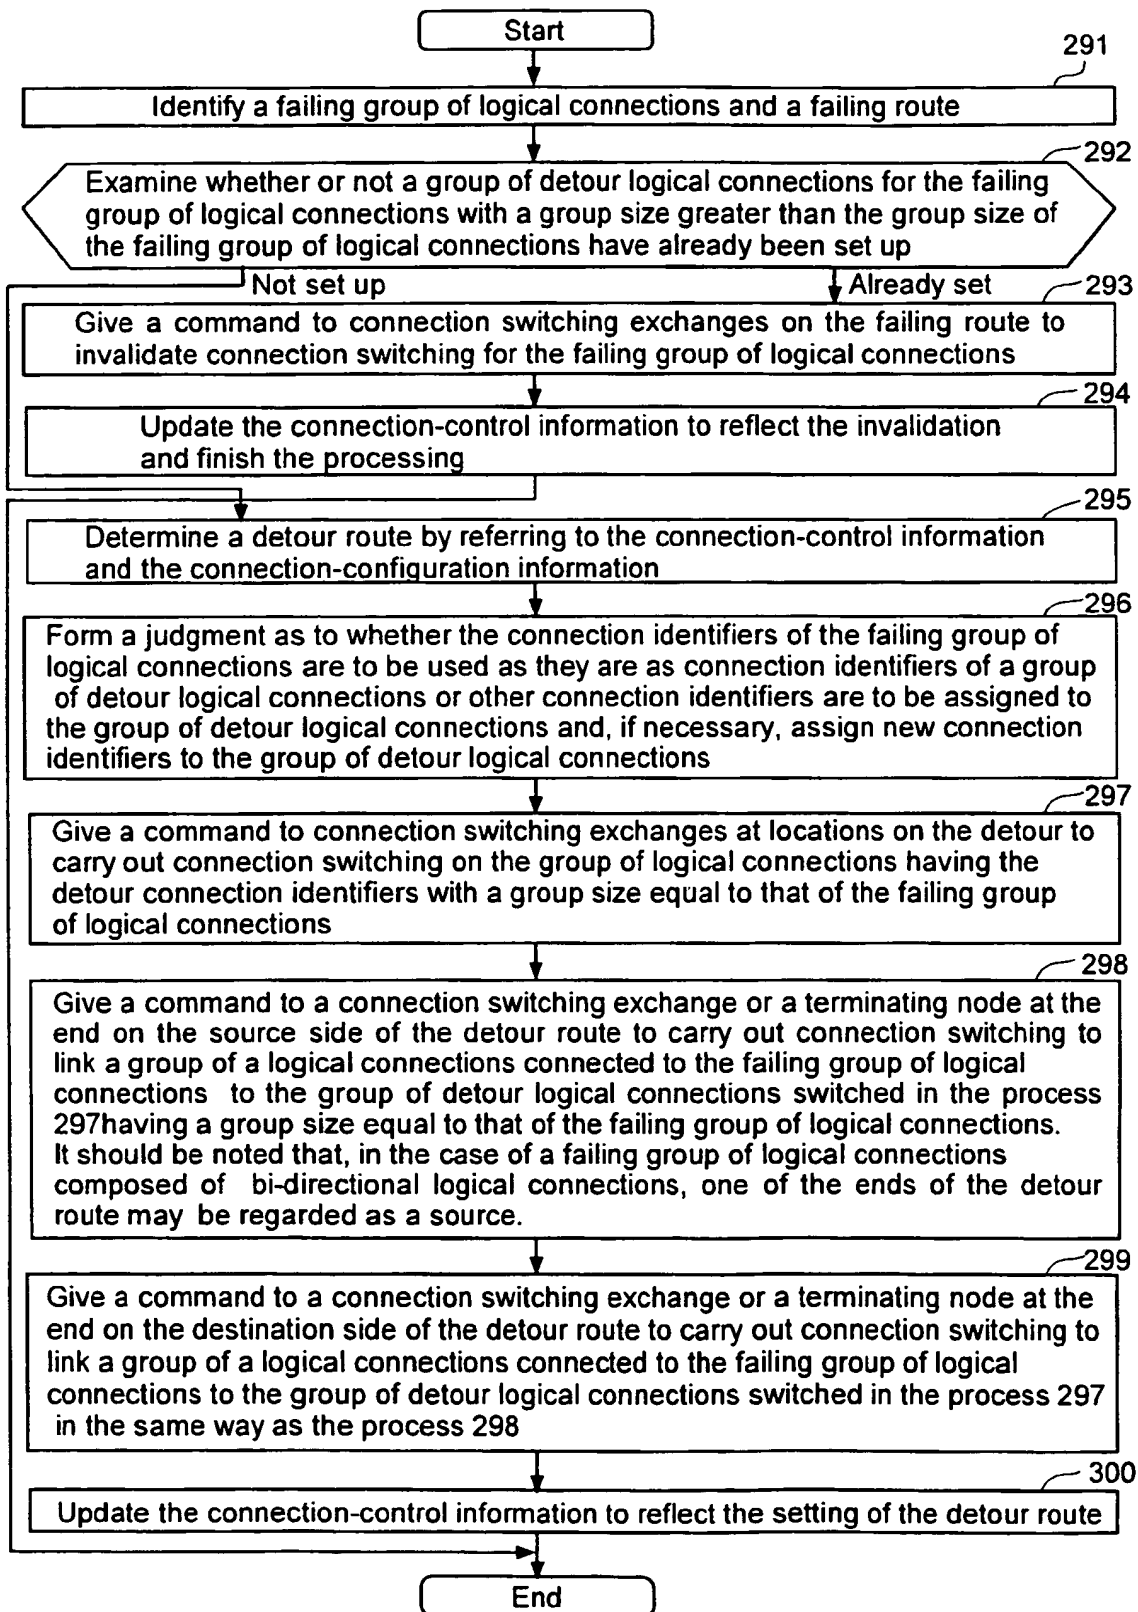 Start
291
Identify a failing group of logical connections and a failing route
292
Examine whether or not a group of detour logical connections for the failing
group of logical connections with a group size greater than the group size of
the failing group of logical connections have already been set up
Not set up
Already set
293
Give a command to connection switching exchanges on the failing route to
invalidate connection switching for the failing group of logical connections
294
Update the connection-control information to reflect the invalidation
and finish the processing
295
Determine a detour route by referring to the connection-control information
and the connection-configuration information
296
Form a judgment as to whether the connection identifiers of the failing group of
logical connections are to be used as they are as connection identifiers of a group
of detour logical connections or other connection identifiers are to be assigned to
the group of detour logical connections and, if necessary, assign new connection
identifiers to the group of detour logical connections
297
Give a command to connection switching exchanges at locations on the detour to
carry out connection switching on the group of logical connections having the
detour connection identifiers with a group size equal to that of the failing group
of logical connections
298
Give a command to a connection switching exchange or a terminating node at the
end on the source side of the detour route to carry out connection switching to
link a group of a logical connections connected to the failing group of logical
connections to the group of detour logical connections switched in the process
297having a group size equal to that of the failing group of logical connections.
It should be noted that, in the case of a failing group of logical connections
composed of bi-directional logical connections, one of the ends of the detour
route may be regarded as a source.
299
Give a command to a connection switching exchange or a terminating node at the
end on the destination side of the detour route to carry out connection switching to
link a group of a logical connections connected to the failing group of logical
connections to the group of detour logical connections switched in the process 297
in the same way as the process 298
300
Update the connection-control information to reflect the setting of the detour route
End